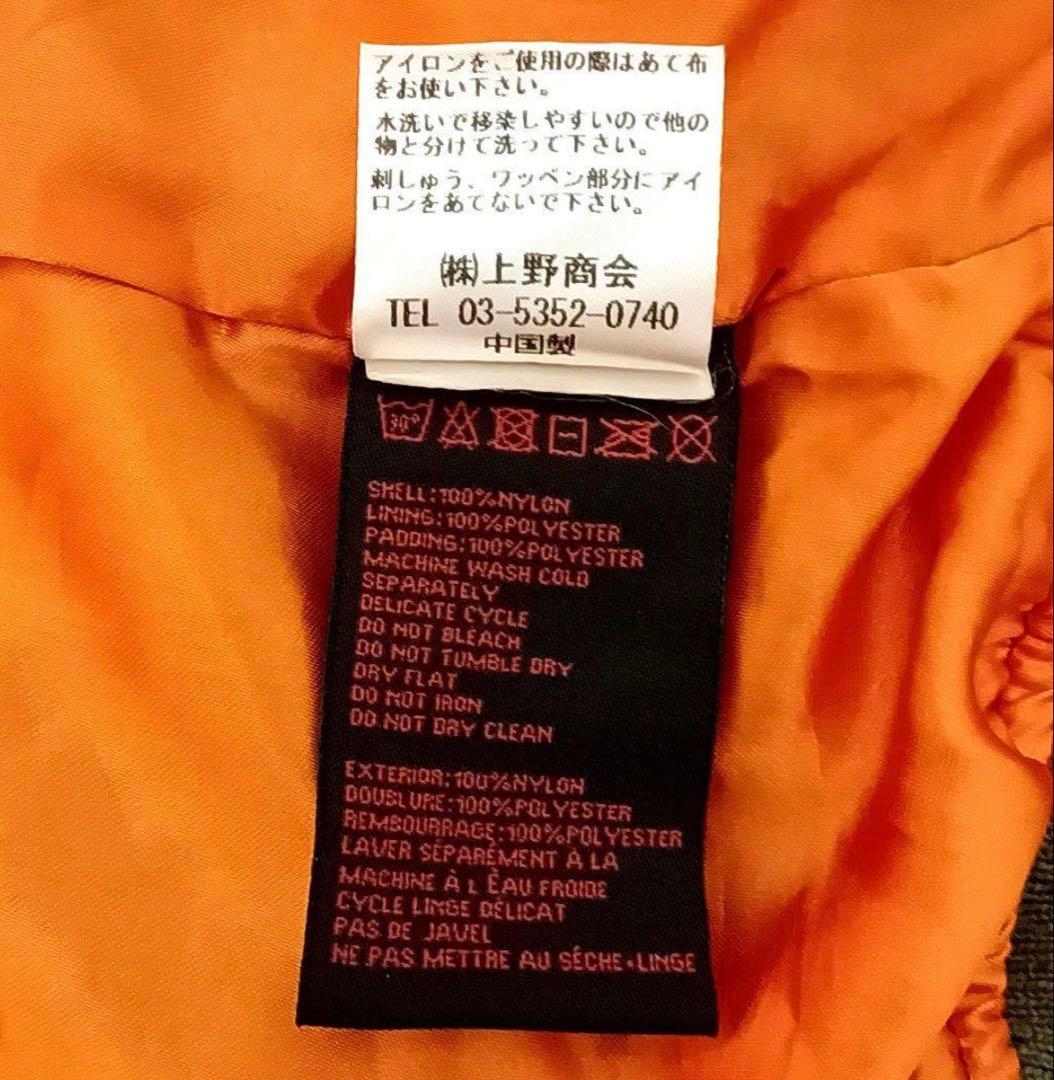 アイロンをご使用の際はあて布
をお使い下さい。
水洗いで移染しやすいので他の
物と分けて洗って下さい。
刺しゅう、ワッペン部分にアイ
ロンをあてないで下さい。
㈱上野商会
TEL 03-5352-0740
中国製
30°
SHELL:100%NYLON
LINING:100%POLYESTER
PADDING:100%POLYESTER
MACHINE WASH COLD
SEPARATELY
DELICATE CYCLE
DO NOT BLEACH
DO NOT TUMBLE DRY
DRY FLAT
DO NOT IRON
DO NOT DRY CLEAN
EXTERIOR:100%NYLON
DOUBLURE:100%POLYESTER
REMBOURRAGE:100%POLYESTER
LAVER SÉPARÉMENT À LA
MACHINE À L ÈAU FROIDE
CYCLE LINGE DÉLICAT
PAS DE JAVEL
NE PAS METTRE AU SÉCHE-LINGE